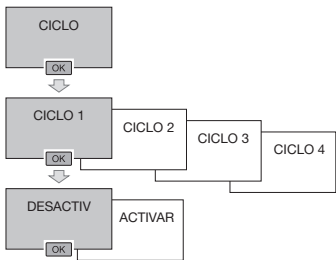 CICLO
OK
CICLO 1
CICLO 2
CICLO 3
CICLO 4
OK
DESACTIV
ACTIVAR
OK